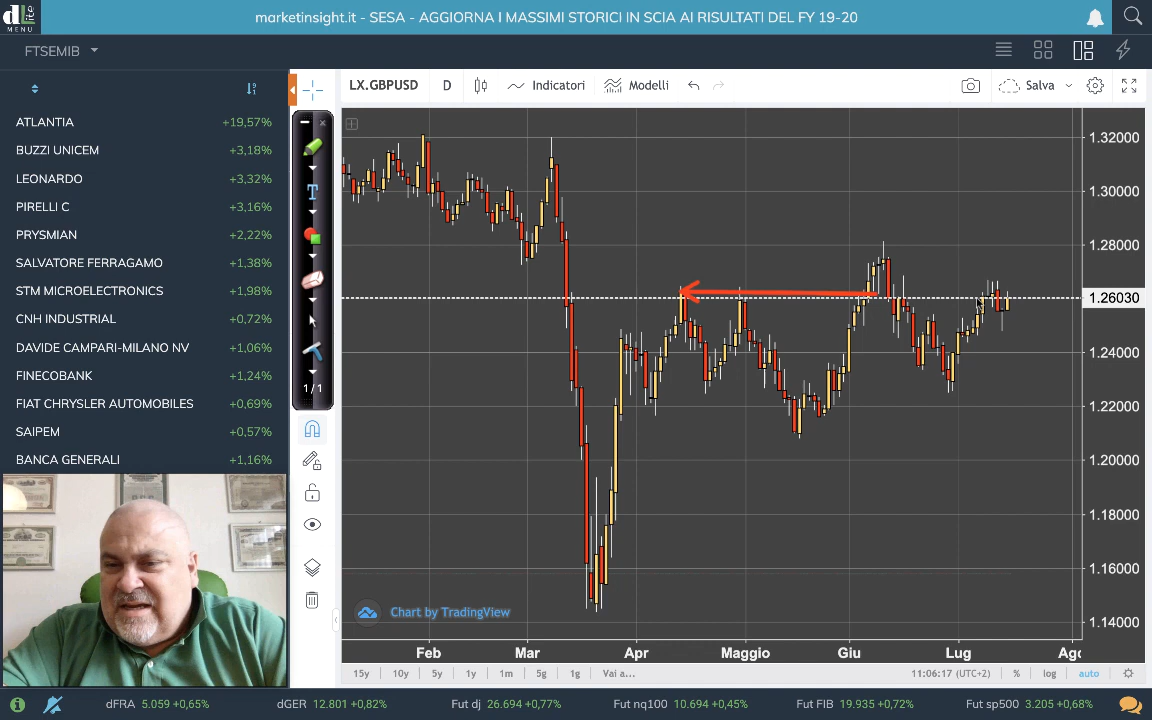 dL ite
MENU
marketinsight.it - SESA - AGGIORNA I MASSIMI STORICI IN SCIA AI RISULTATI DEL FY 19-20
FTSEMIB
ATLANTIA +19,57%
BUZZI UNICEM +3,18%
LEONARDO +3,32%
PIRELLI C +3,16%
PRYSMIAN +2,22%
SALVATORE FERRAGAMO +1,38%
STM MICROELECTRONICS +1,98%
CNH INDUSTRIAL +0,72%
DAVIDE CAMPARI-MILANO NV +1,06%
FINECOBANK +1,24%
FIAT CHRYSLER AUTOMOBILES +0,69%
SAIPEM +0,57%
BANCA GENERALI +1,16%
T
1/1
LX.GBPUSD D Indicatori Modelli Salva
1.32000
1.30000
1.28000
1.26030
1.24000
1.22000
1.20000
1.18000
1.16000
1.14000
Chart by TradingView
Feb Mar Apr Maggio Giu Lug Ago
15y 10y 5y 1y 1m 5g 1g Vai a... 11:06:17 (UTC+2) % log auto
dFRA 5.059 +0,65% dGER 12.801 +0,82% Fut dj 26.694 +0,77% Fut nq100 10.694 +0,45% Fut FIB 19.935 +0,72% Fut sp500 3.205 +0,68%